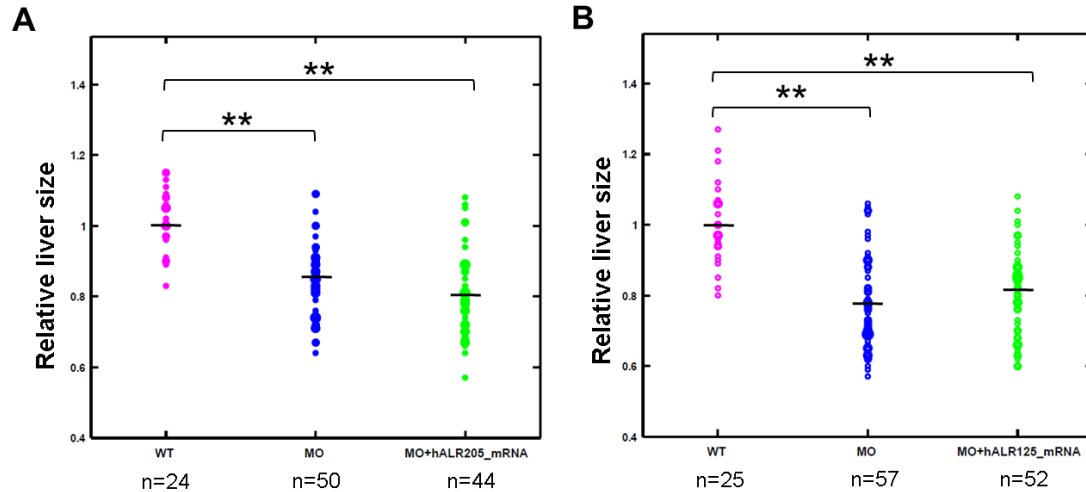 A
Relative liver size
1.4
1.2
1
0.8
0.6
0.4
**
**
WT
MO
MO+hALR205_mRNA
n=24
n=50
n=44
B
Relative liver size
1.4
1.2
1
0.8
0.6
0.4
**
**
WT
MO
MO+hALR125_mRNA
n=25
n=57
n=52